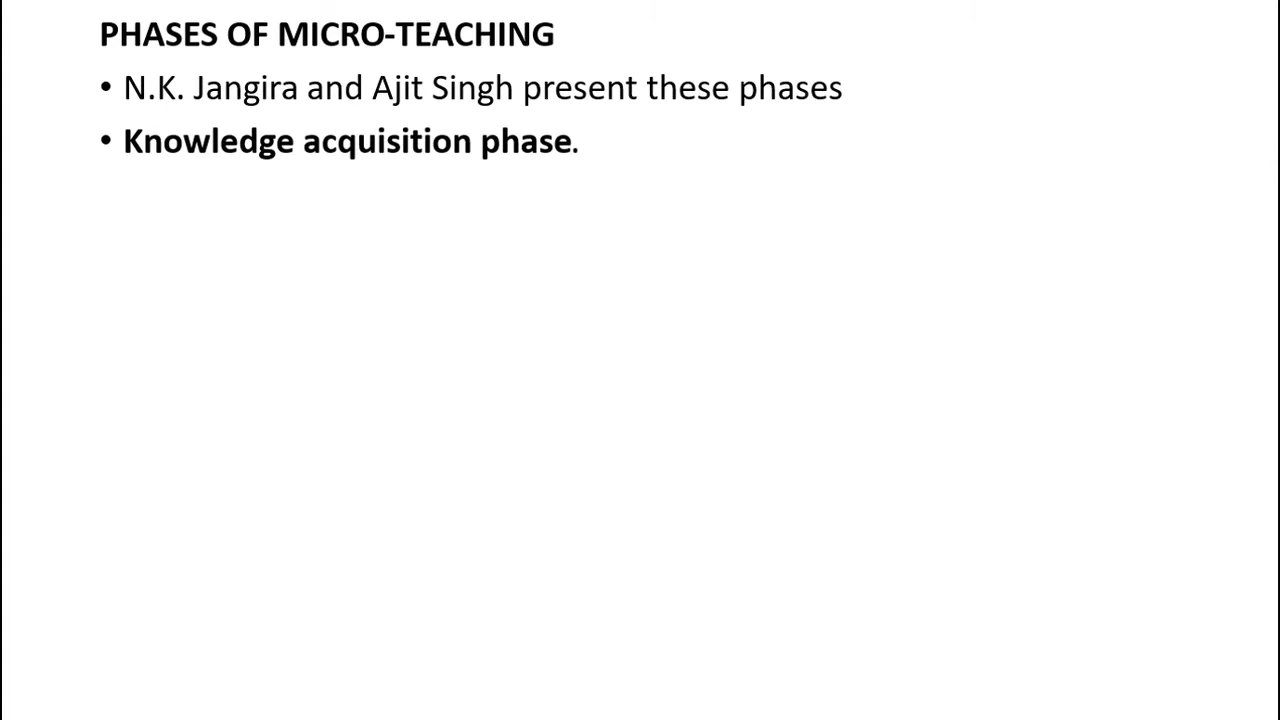 PHASES OF MICRO-TEACHING
• N.K. Jangira and Ajit Singh present these phases
• Knowledge acquisition phase.